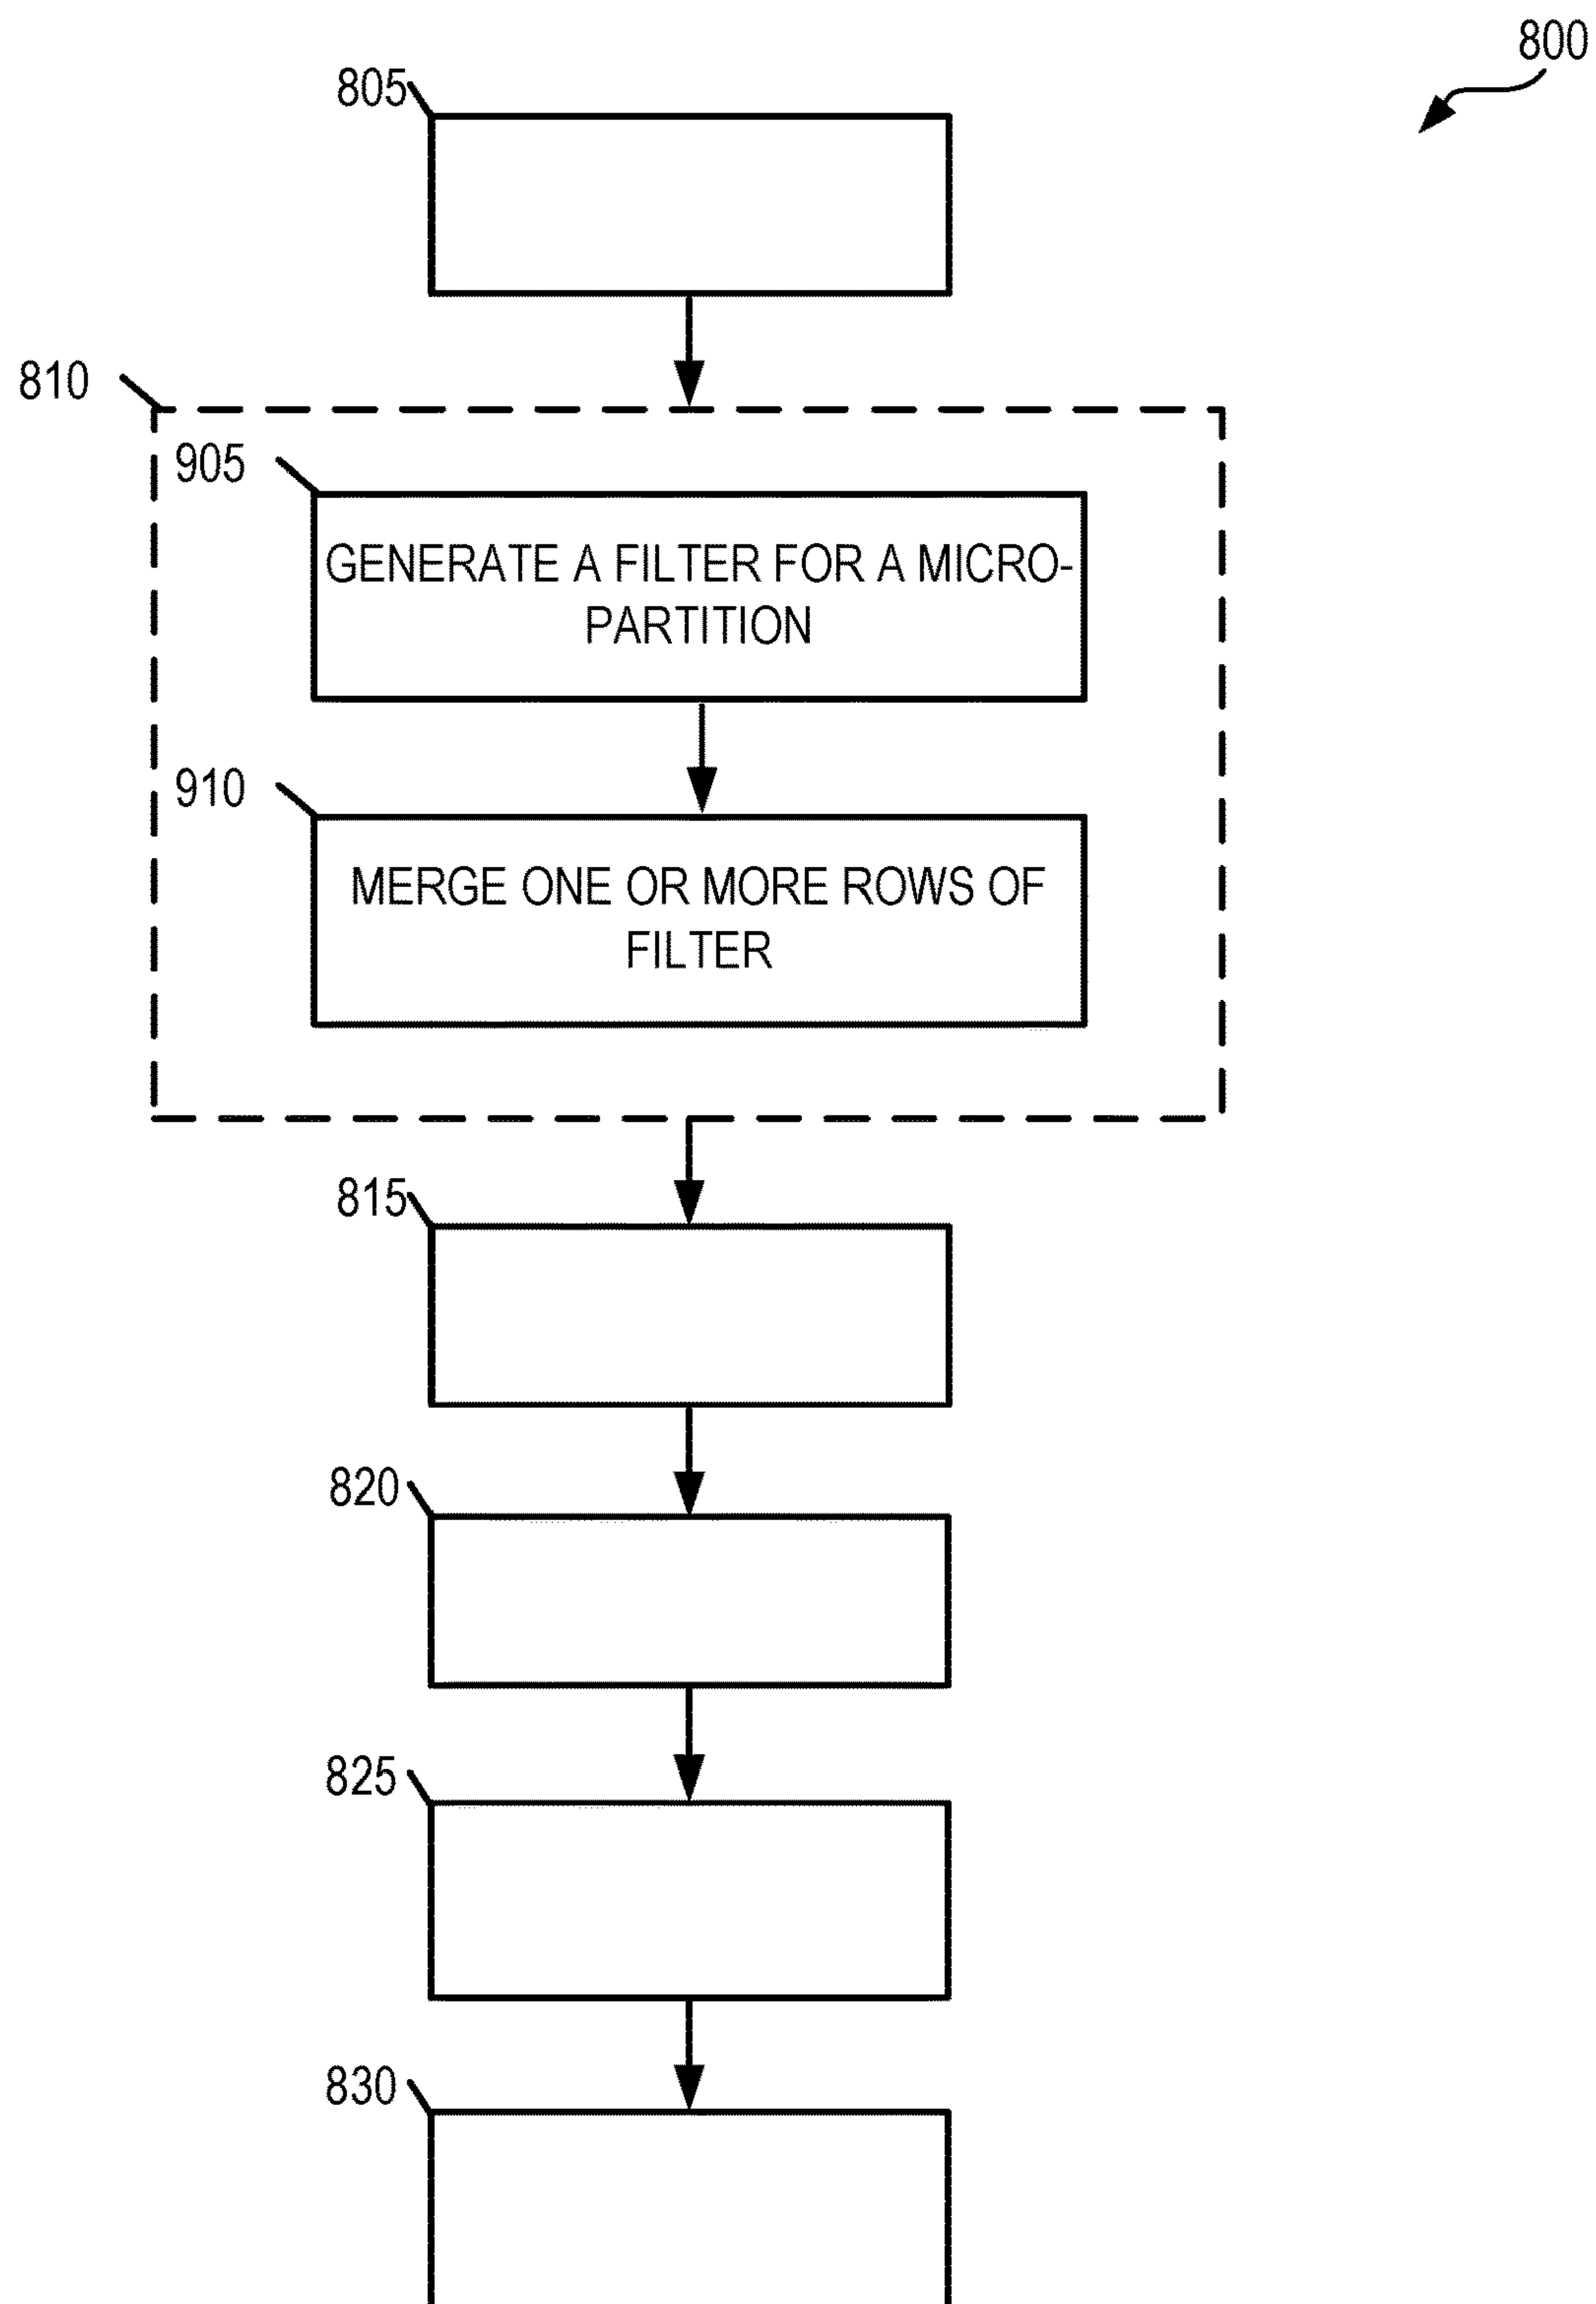 800
805
810
905
GENERATE A FILTER FOR A MICRO-
PARTITION
910
MERGE ONE OR MORE ROWS OF
FILTER
815
820
825
830